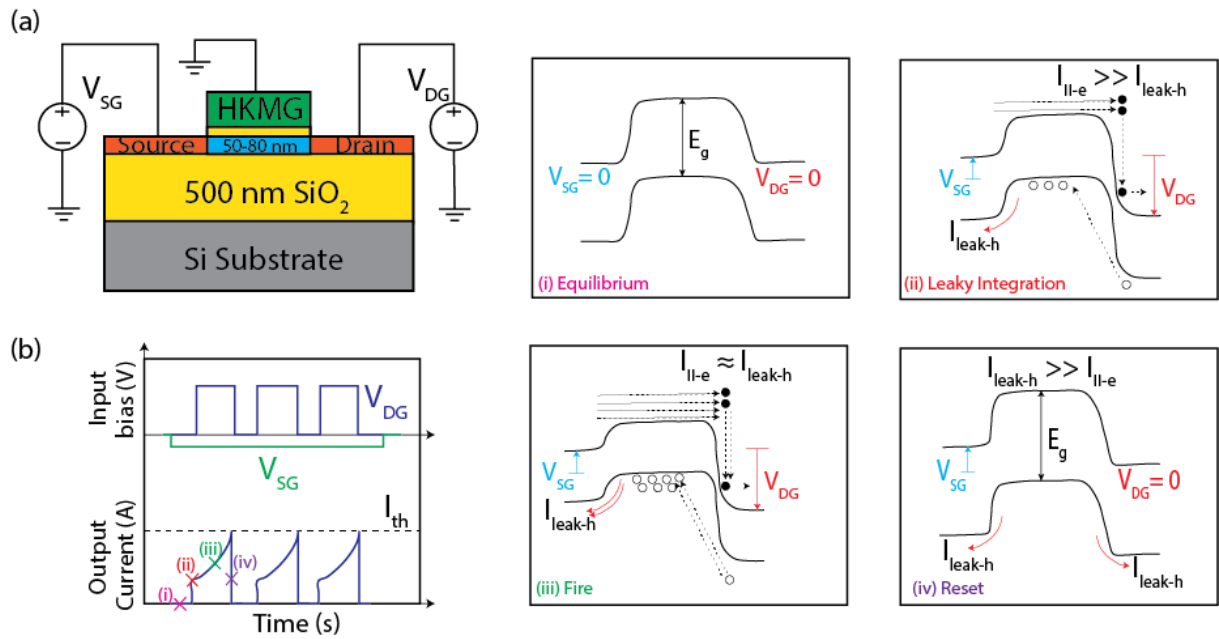 (a)
V_SG
HKMG
V_DG
Source
50-80 nm
Drain
500 nm SiO₂
Si Substrate
E_g
V_SG = 0
V_DG = 0
(i) Equilibrium
I_II-e >> I_leak-h
V_SG
V_DG
I_leak-h
(ii) Leaky Integration
(b)
Input
bias (V)
V_DG
V_SG
Output
Current (A)
I_th
(i)
(ii)
(iii)
(iv)
Time (s)
I_II-e ≈ I_leak-h
V_SG
V_DG
I_leak-h
(iii) Fire
I_leak-h >> I_II-e
E_g
V_SG
V_DG = 0
I_leak-h
I_leak-h
(iv) Reset